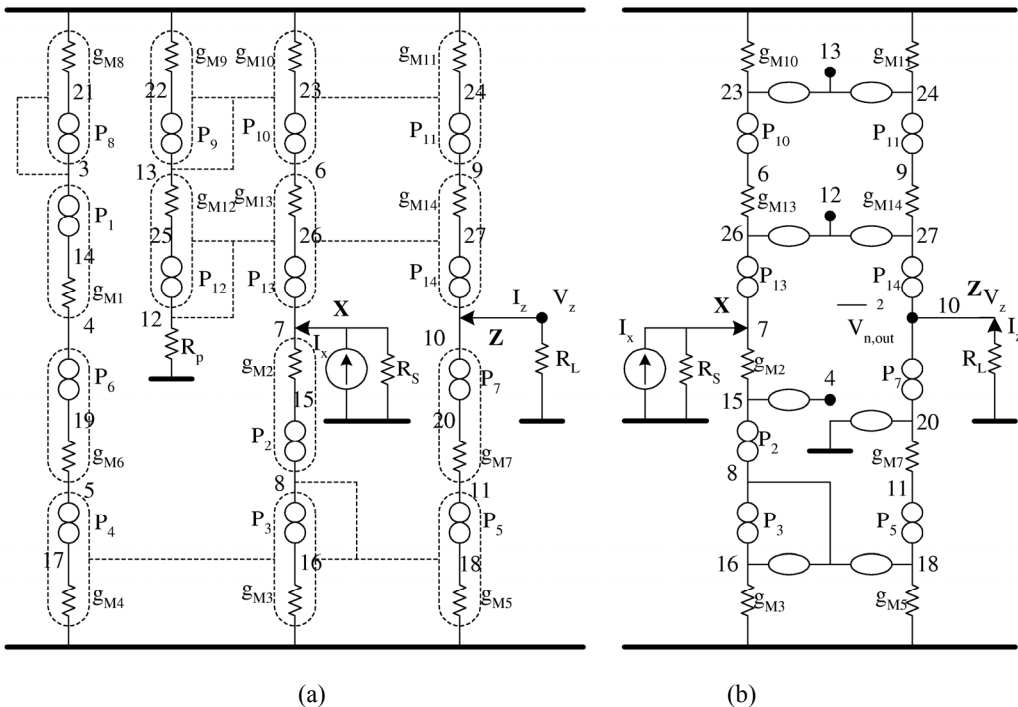 gM8
gM9
gM10
gM11
21
22
23
24
P8
P9
P10
P11
3
13
6
9
P1
gM12
gM13
gM14
14
25
26
27
gM1
P12
P13
P14
4
12
7
X
Ix
Iz
Vz
10
Z
P6
Rp
gM2
RS
P7
RL
19
15
20
gM6
P2
gM7
5
8
11
P4
P3
P5
17
16
18
gM4
gM3
gM5
(a)
gM10
13
gM11
23
24
P10
P11
6
9
gM13
12
gM14
26
27
P13
P14
X
Z
Vz
10
Ix
7
Vn,out 2
Iz
RS
gM2
P7
RL
15
4
20
P2
gM7
8
11
P3
P5
16
18
gM3
gM5
(b)